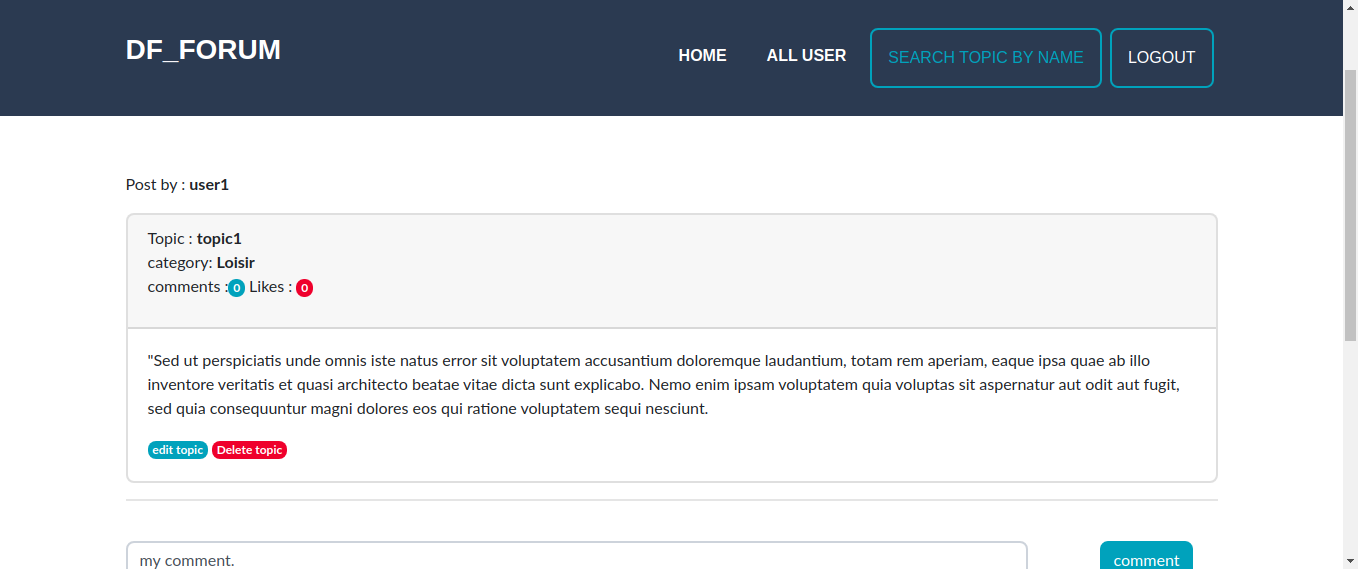 DF_FORUM
HOME ALL USER SEARCH TOPIC BY NAME LOGOUT
Post by : user1
Topic : topic1
category: Loisir
comments :0 Likes : 0
"Sed ut perspiciatis unde omnis iste natus error sit voluptatem accusantium doloremque laudantium, totam rem aperiam, eaque ipsa quae ab illo
inventore veritatis et quasi architecto beatae vitae dicta sunt explicabo. Nemo enim ipsam voluptatem quia voluptas sit aspernatur aut odit aut fugit,
sed quia consequuntur magni dolores eos qui ratione voluptatem sequi nesciunt.
edit topic Delete topic
my comment. comment